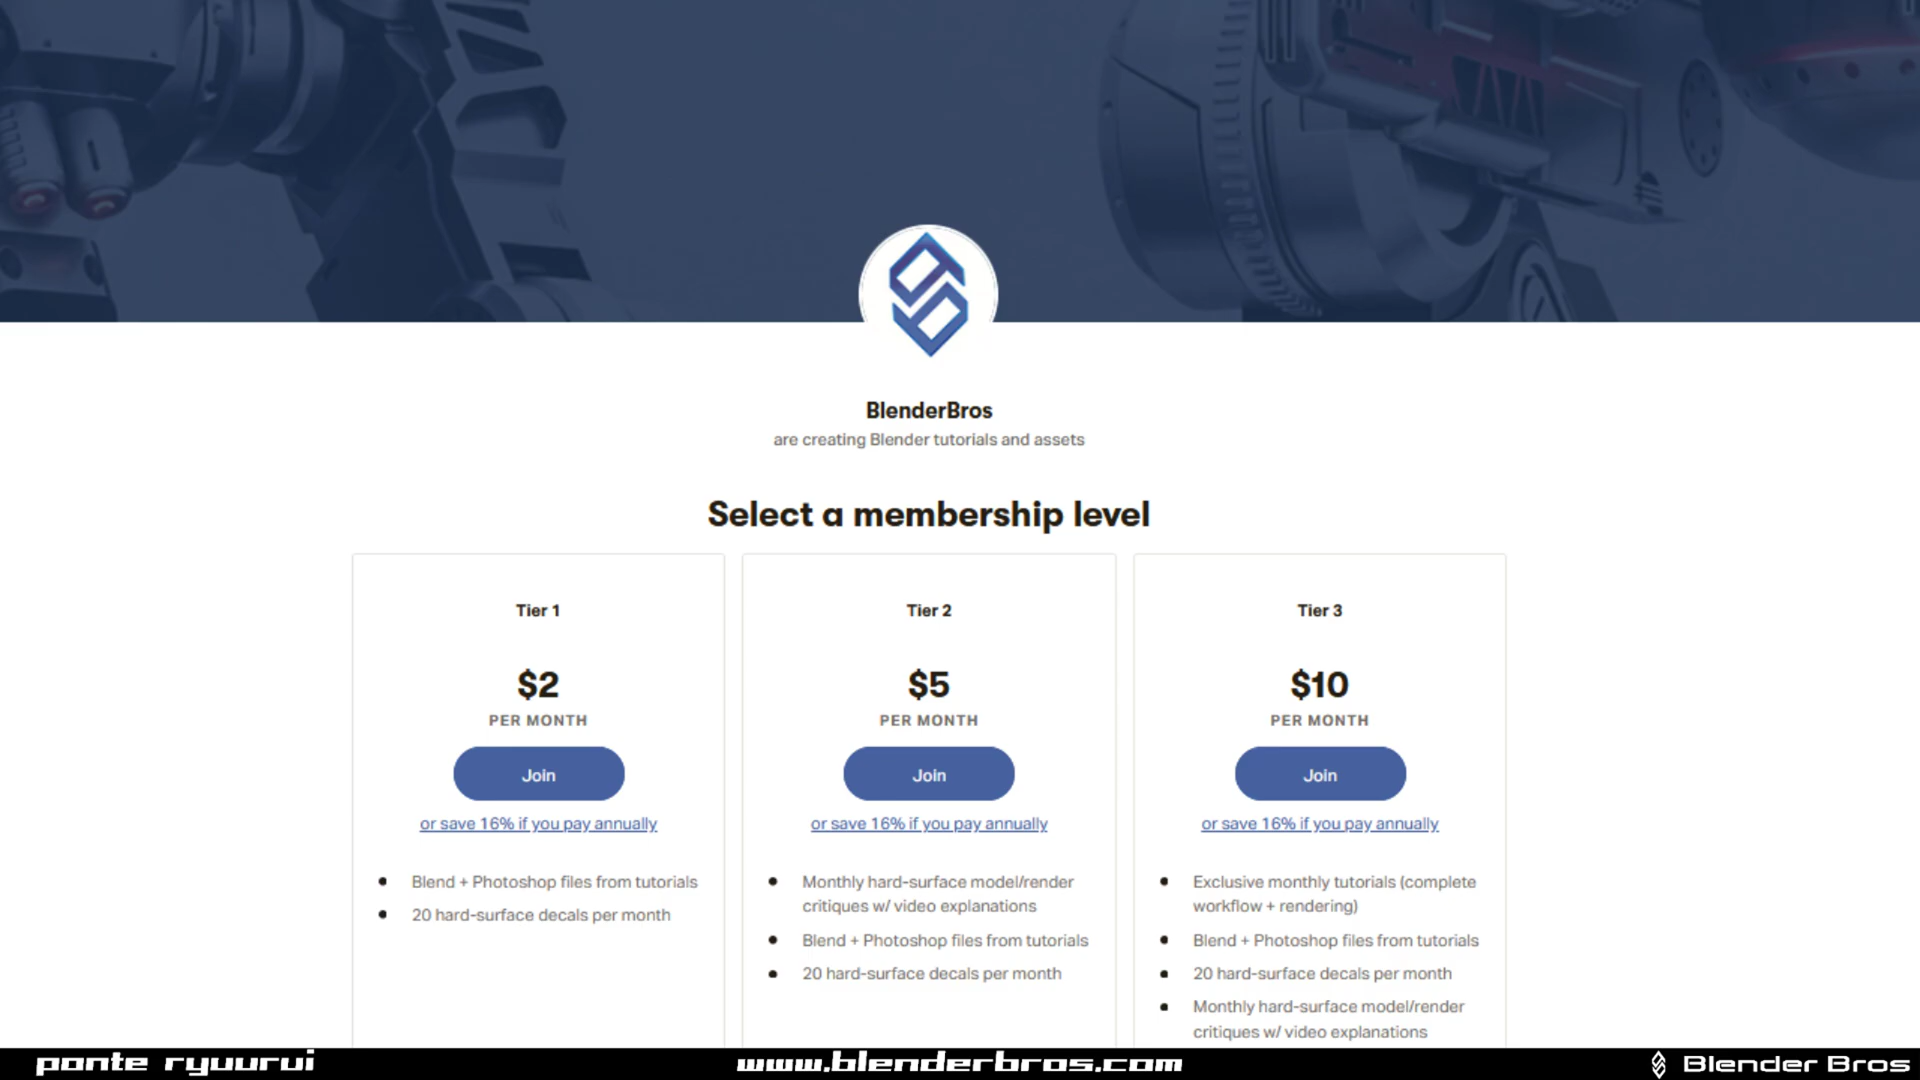 BlenderBros
are creating Blender tutorials and assets
Select a membership level
Tier 1
$2
PER MONTH
Join
or save 16% if you pay annually
Blend + Photoshop files from tutorials
20 hard-surface decals per month
Tier 2
$5
PER MONTH
Join
or save 16% if you pay annually
Monthly hard-surface model/render
critiques w/ video explanations
Blend + Photoshop files from tutorials
20 hard-surface decals per month
Tier 3
$10
PER MONTH
Join
or save 16% if you pay annually
Exclusive monthly tutorials (complete
workflow + rendering)
Blend + Photoshop files from tutorials
20 hard-surface decals per month
Monthly hard-surface model/render
critiques w/ video explanations
ponte ryuurui
www.blenderbros.com
Blender Bros